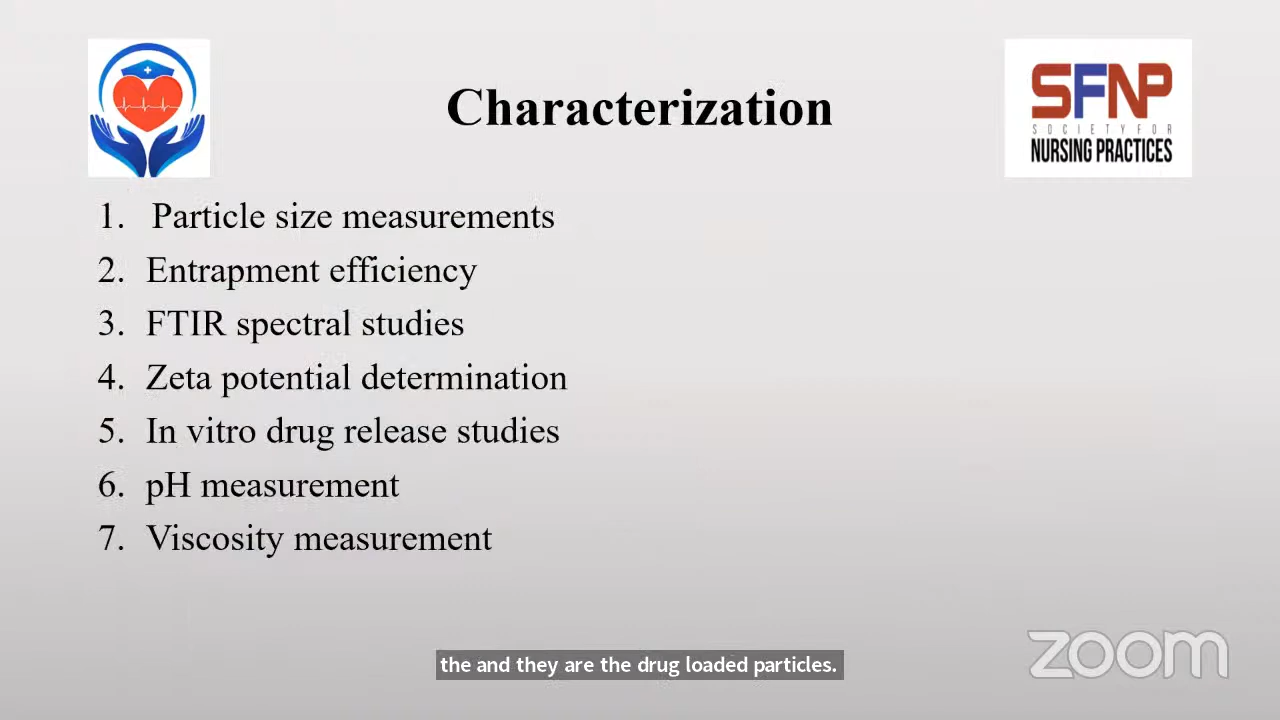 Characterization
SFNP
SOCIETY FOR
NURSING PRACTICES
1. Particle size measurements
2. Entrapment efficiency
3. FTIR spectral studies
4. Zeta potential determination
5. In vitro drug release studies
6. pH measurement
7. Viscosity measurement
the and they are the drug loaded particles.
zoom